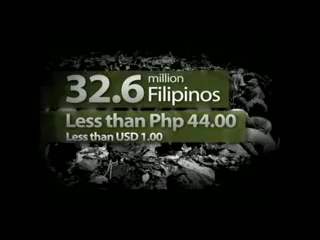 32.6 million
Filipinos
Less than Php 44.00
Less than USD 1.00